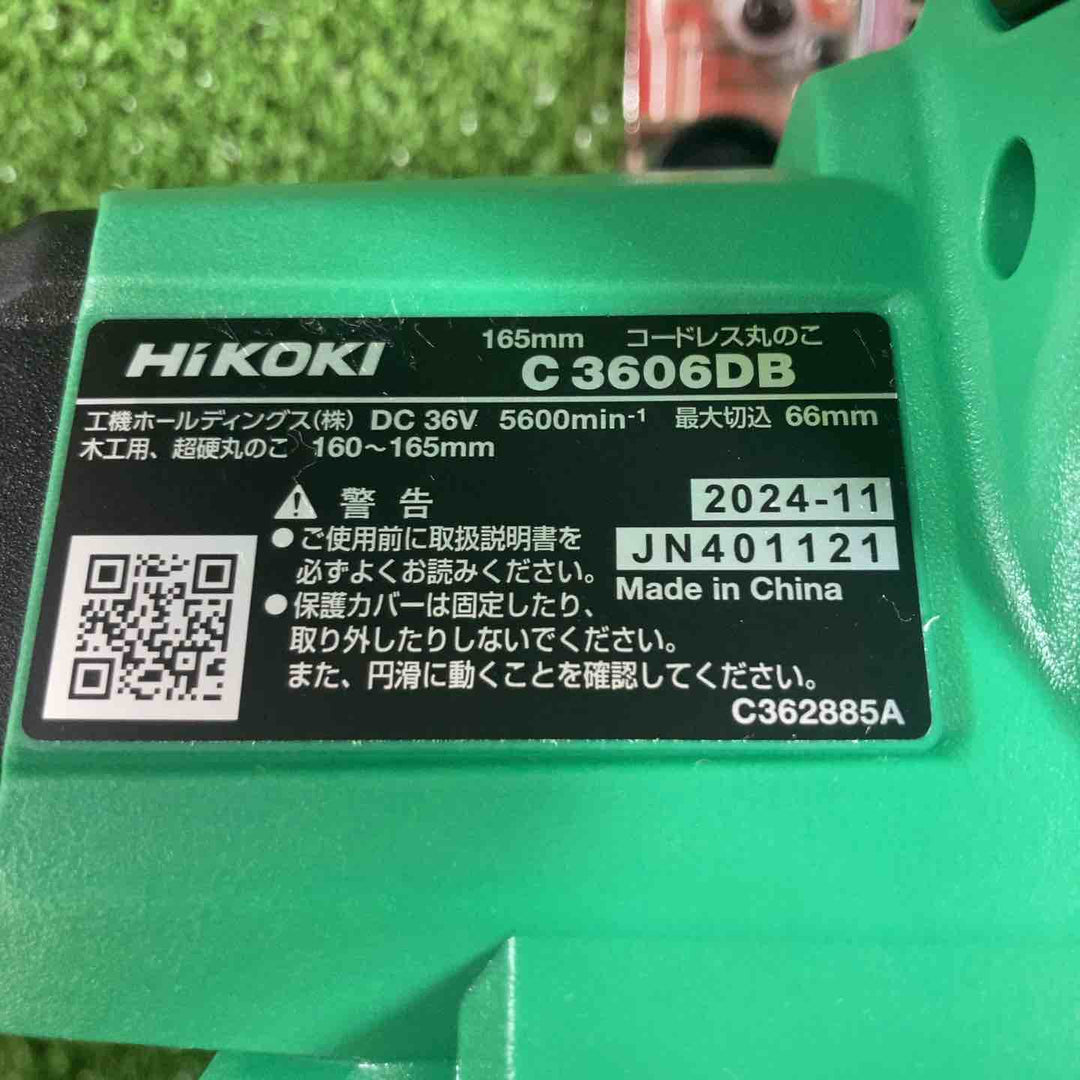 HiKOKI
165mm コードレス丸のこ
C 3606DB
工機ホールディングス(株) DC 36V 5600min-1 最大切込 66mm
木工用、超硬丸のこ 160～165mm
警 告
●ご使用前に取扱説明書を
必ずよくお読みください。
●保護カバーは固定したり、
取り外したりしないでください。
また、円滑に動くことを確認してください。
2024-11
JN401121
Made in China
C362885A